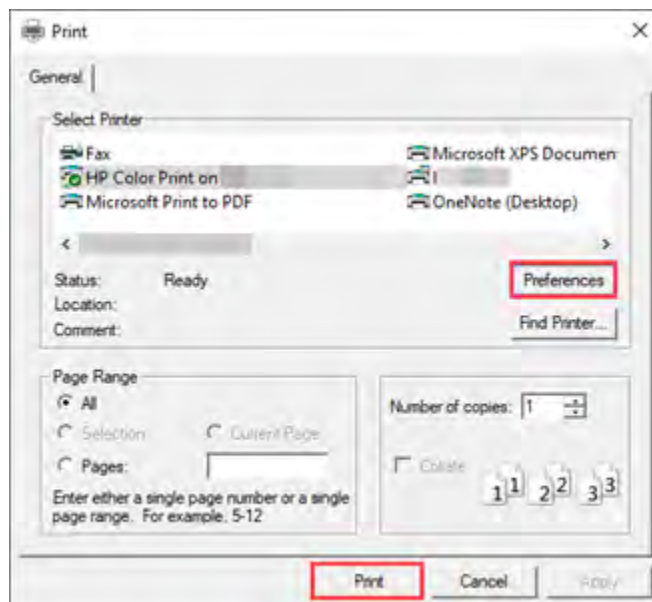 Print
General
Select Printer
Fax
Microsoft XPS Documen
HP Color Print on
I
Microsoft Print to PDF
OneNote (Desktop)
Status: Ready
Preferences
Location:
Comment:
Find Printer...
Page Range
All
Selection
Current Page
Pages:
Enter either a single page number or a single
page range. For example, 5-12
Number of copies: 1
Collate
1 1 2 2 3 3
Print
Cancel
Apply